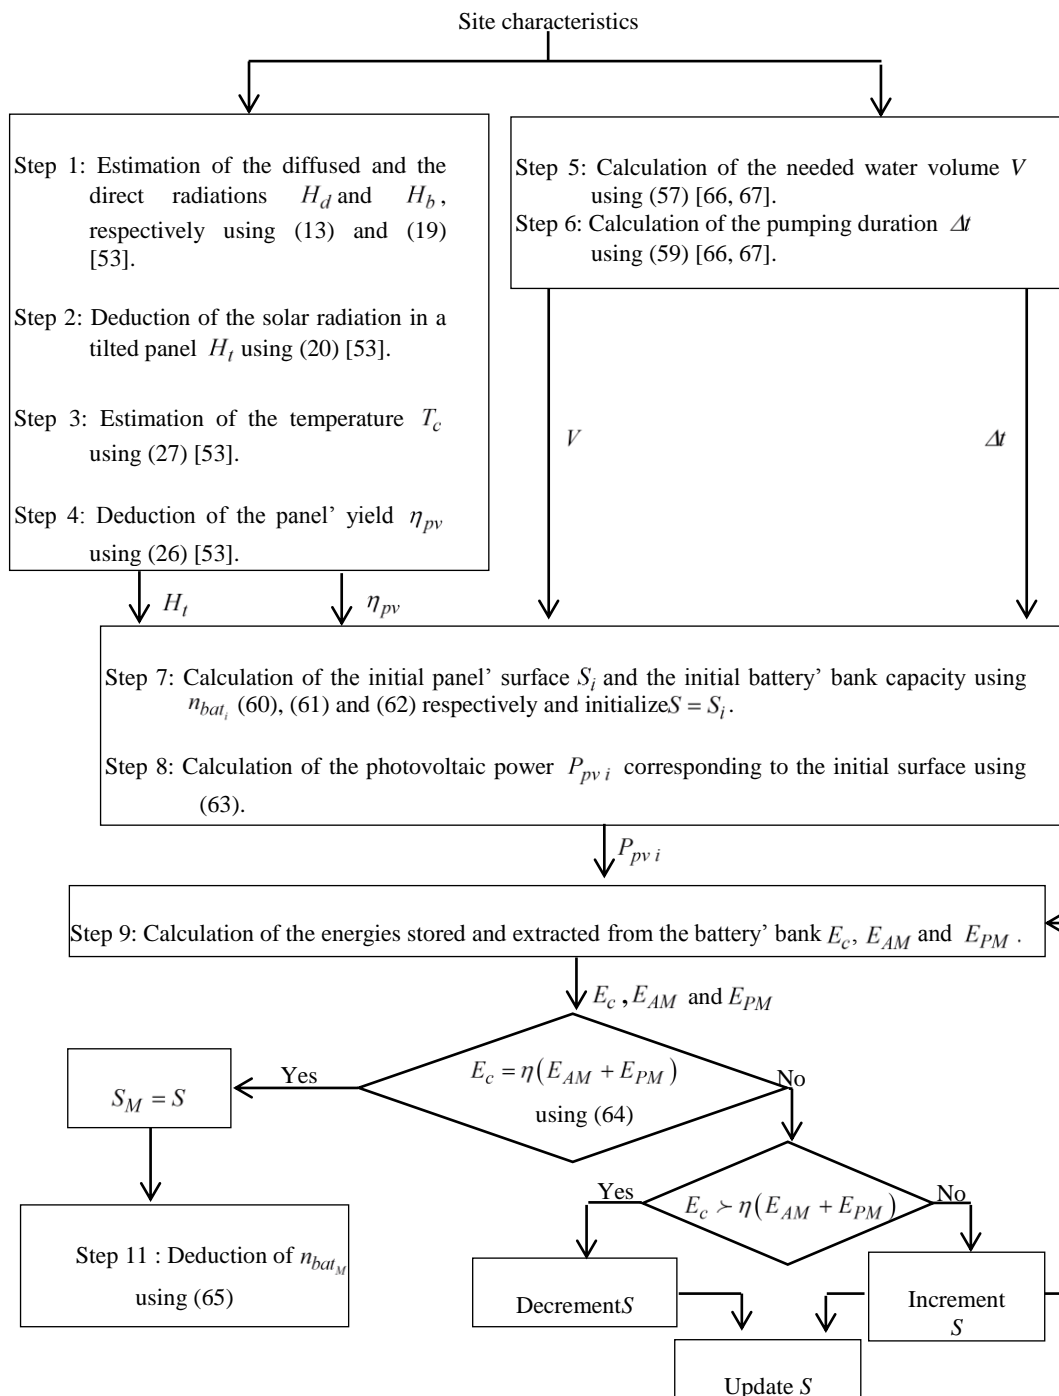 Site characteristics
Step 1: Estimation of the diffused and the
direct radiations H_d and H_b,
respectively using (13) and (19)
[53].
Step 2: Deduction of the solar radiation in a
tilted panel H_t using (20) [53].
Step 3: Estimation of the temperature T_c
using (27) [53].
Step 4: Deduction of the panel' yield η_pv
using (26) [53].
Step 5: Calculation of the needed water volume V
using (57) [66, 67].
Step 6: Calculation of the pumping duration Δt
using (59) [66, 67].
V
Δt
H_t
η_pv
Step 7: Calculation of the initial panel' surface S_i and the initial battery' bank capacity using
n_bat_i (60), (61) and (62) respectively and initializeS = S_i.
Step 8: Calculation of the photovoltaic power P_pv i corresponding to the initial surface using
(63).
P_pv i
Step 9: Calculation of the energies stored and extracted from the battery' bank E_c, E_AM and E_PM.
E_c, E_AM and E_PM
E_c = η(E_AM + E_PM)
using (64)
Yes
No
S_M = S
Step 11 : Deduction of n_bat_M
using (65)
E_c ≻ η(E_AM + E_PM)
Yes
No
DecrementS
Increment
S
Update S